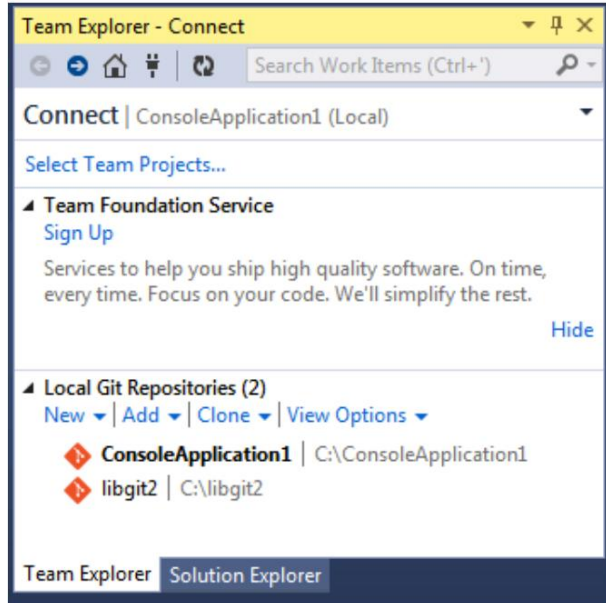 Team Explorer - Connect
Search Work Items (Ctrl+')
Connect | ConsoleApplication1 (Local)
Select Team Projects...
Team Foundation Service
Sign Up
Services to help you ship high quality software. On time,
every time. Focus on your code. We'll simplify the rest.
Hide
Local Git Repositories (2)
New | Add | Clone | View Options
ConsoleApplication1 | C:\ConsoleApplication1
libgit2 | C:\libgit2
Team Explorer Solution Explorer